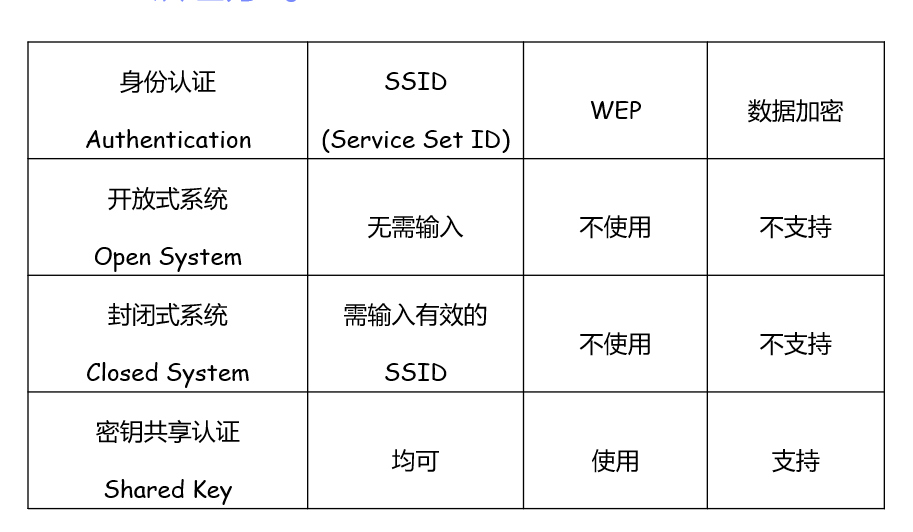 身份认证
Authentication
SSID
(Service Set ID)
WEP
数据加密
开放式系统
Open System
无需输入
不使用
不支持
封闭式系统
Closed System
需输入有效的
SSID
不使用
不支持
密钥共享认证
Shared Key
均可
使用
支持